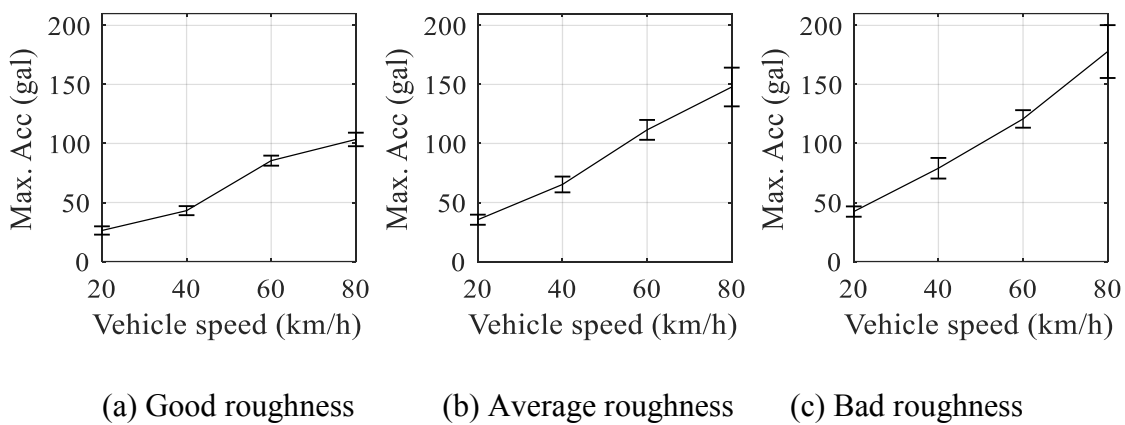 Max. Acc (gal)
200
150
100
50
0
20 40 60 80
Vehicle speed (km/h)
(a) Good roughness
Max. Acc (gal)
200
150
100
50
0
20 40 60 80
Vehicle speed (km/h)
(b) Average roughness
Max. Acc (gal)
200
150
100
50
0
20 40 60 80
Vehicle speed (km/h)
(c) Bad roughness